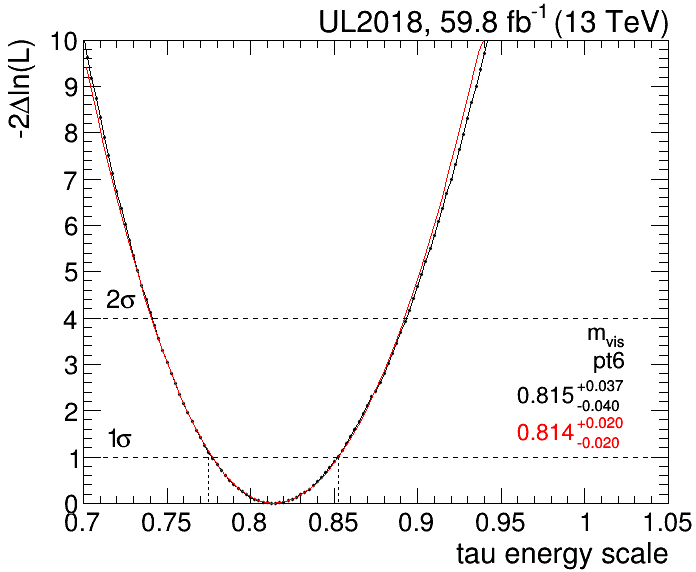 UL2018, 59.8 fb⁻¹ (13 TeV)
-2Δln(L)
10
9
8
7
6
5
2σ
4
m_vis
pt6
3
0.815 +0.037 -0.040
2
0.814 +0.020 -0.020
1σ
1
0
0.7 0.75 0.8 0.85 0.9 0.95 1 1.05
tau energy scale